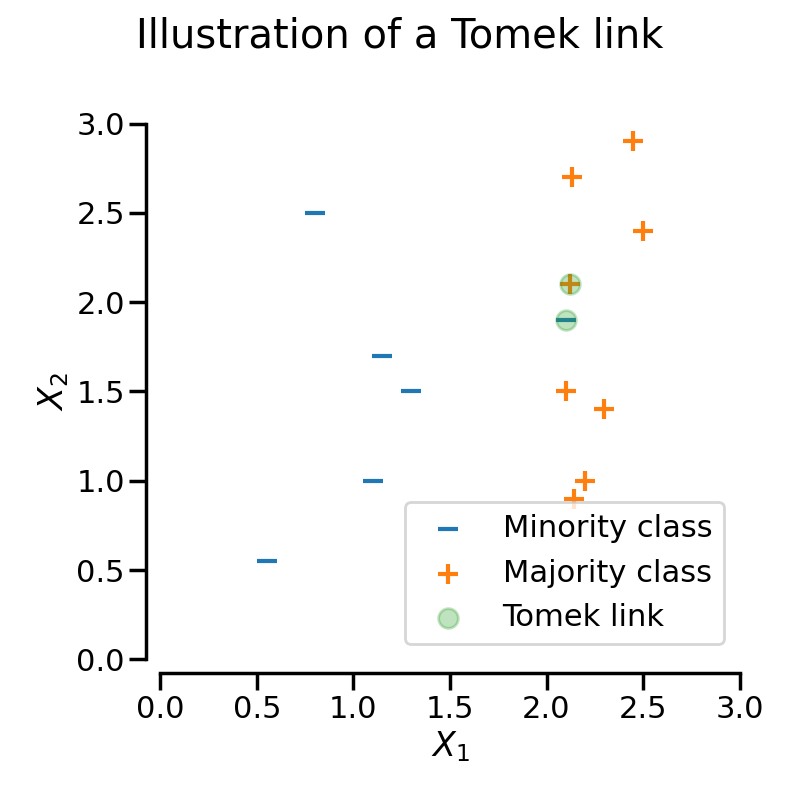 Illustration of a Tomek link
3.0
2.5
2.0
1.5
1.0
0.5
0.0
X₂
Minority class
Majority class
Tomek link
0.0 0.5 1.0 1.5 2.0 2.5 3.0
X₁